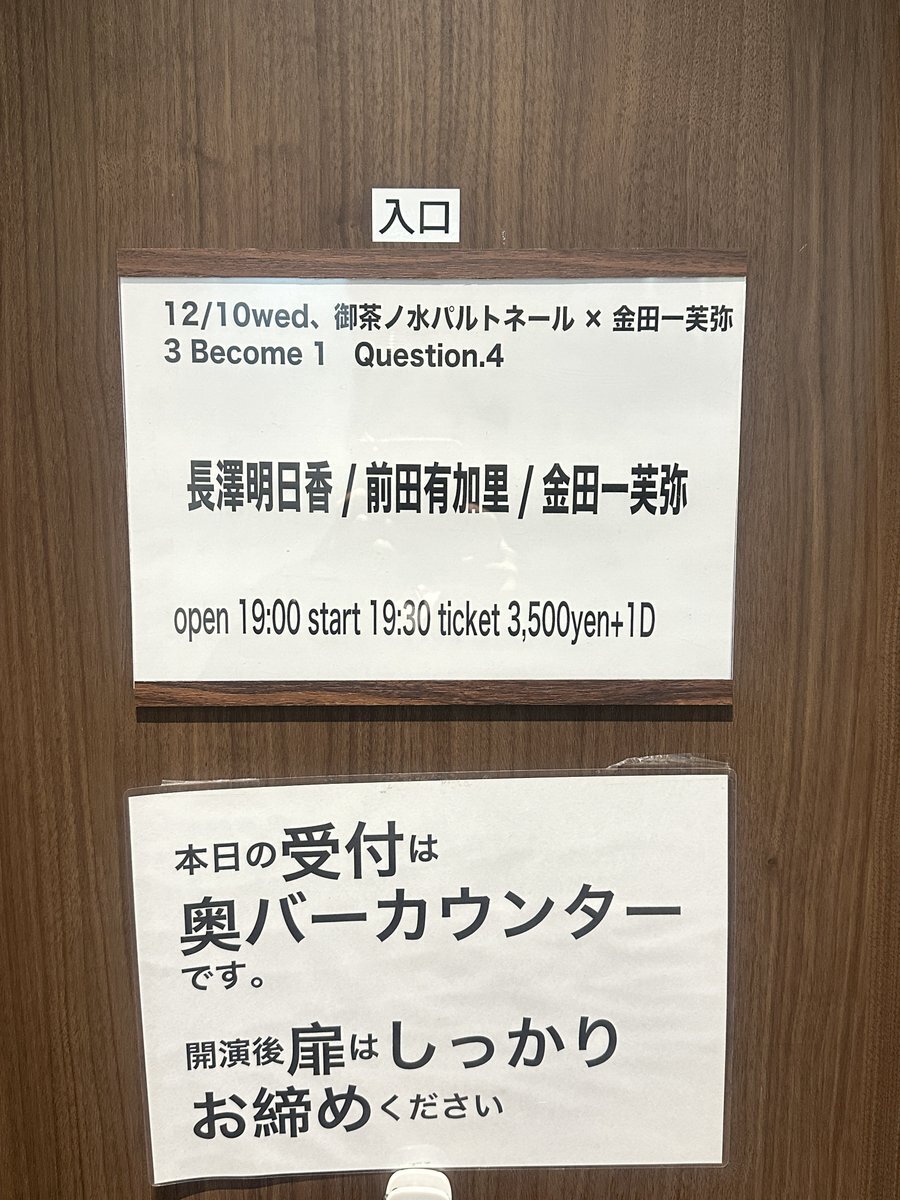 入口
12/10wed、御茶ノ水パルトネール × 金田一芙弥
3 Become 1 Question.4
長澤明日香 / 前田有加里 / 金田一芙弥
open 19:00 start 19:30 ticket 3,500yen+1D
本日の受付は
奥バーカウンター
です。
開演後扉はしっかり
お締めください